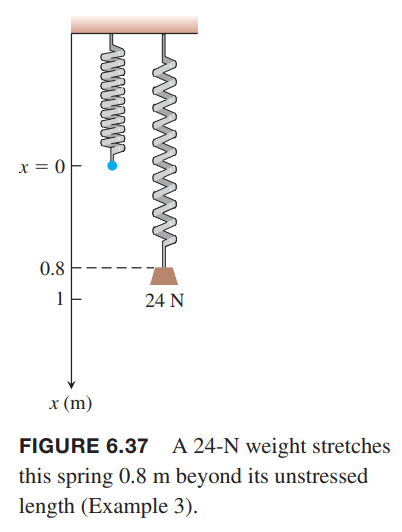 x = 0
0.8
1
24 N
x (m)
FIGURE 6.37 A 24-N weight stretches
this spring 0.8 m beyond its unstressed
length (Example 3).